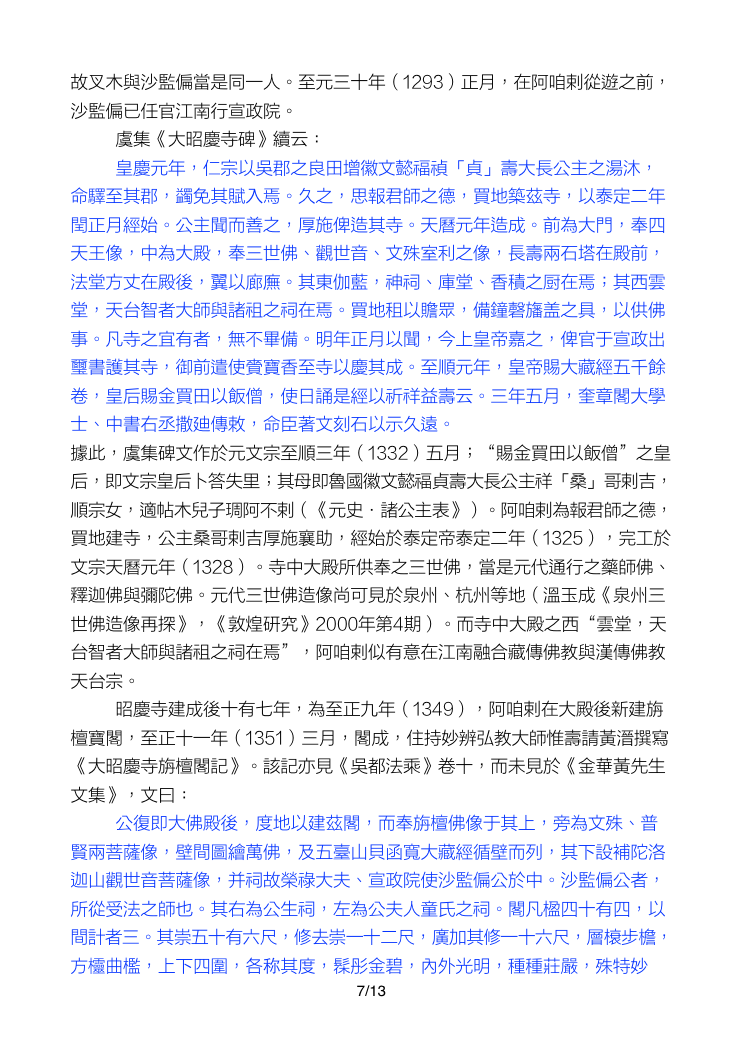 故叉木與沙監偏當是同一人。至元三十年（1293）正月，在阿咱剌從遊之前，
沙監偏已任官江南行宣政院。
虞集《大昭慶寺碑》續云：
皇慶元年，仁宗以吳郡之良田增徽文懿福禎「貞」壽大長公主之湯沐，
命驛至其郡，蠲免其賦入焉。久之，思報君師之德，買地築茲寺，以泰定二年
閏正月經始。公主聞而善之，厚施俾造其寺。天曆元年造成。前為大門，奉四
天王像，中為大殿，奉三世佛、觀世音、文殊室利之像，長壽兩石塔在殿前，
法堂方丈在殿後，翼以廊廡。其東伽藍，神祠、庫堂、香積之厨在焉；其西雲
堂，天台智者大師與諸祖之祠在焉。買地租以贍眾，備鐘磬旛盖之具，以供佛
事。凡寺之宜有者，無不畢備。明年正月以聞，今上皇帝嘉之，俾官于宣政出
璽書護其寺，御前遣使賫寶香至寺以慶其成。至順元年，皇帝賜大藏經五千餘
卷，皇后賜金買田以飯僧，使日誦是經以祈祥益壽云。三年五月，奎章閣大學
士、中書右丞撒廸傳敕，命臣著文刻石以示久遠。
據此，虞集碑文作於元文宗至順三年（1332）五月；“賜金買田以飯僧”之皇
后，即文宗皇后卜答失里；其母即魯國徽文懿福貞壽大長公主祥「桑」哥剌吉，
順宗女，適帖木兒子琱阿不剌（《元史．諸公主表》）。阿咱剌為報君師之德，
買地建寺，公主桑哥剌吉厚施襄助，經始於泰定帝泰定二年（1325），完工於
文宗天曆元年（1328）。寺中大殿所供奉之三世佛，當是元代通行之藥師佛、
釋迦佛與彌陀佛。元代三世佛造像尚可見於泉州、杭州等地（溫玉成《泉州三
世佛造像再探》，《敦煌研究》2000年第4期）。而寺中大殿之西“雲堂，天
台智者大師與諸祖之祠在焉”，阿咱剌似有意在江南融合藏傳佛教與漢傳佛教
天台宗。
昭慶寺建成後十有七年，為至正九年（1349），阿咱剌在大殿後新建旃
檀寶閣，至正十一年（1351）三月，閣成，住持妙辨弘教大師惟壽請黃溍撰寫
《大昭慶寺旃檀閣記》。該記亦見《吳都法乘》卷十，而未見於《金華黃先生
文集》，文曰：
公復即大佛殿後，度地以建茲閣，而奉旃檀佛像于其上，旁為文殊、普
賢兩菩薩像，壁間圖繪萬佛，及五臺山貝函寬大藏經循壁而列，其下設補陀洛
迦山觀世音菩薩像，并祠故榮祿大夫、宣政院使沙監偏公於中。沙監偏公者，
所從受法之師也。其右為公生祠，左為公夫人童氏之祠。閣凡楹四十有四，以
間計者三。其崇五十有六尺，修去崇一十二尺，廣加其修一十六尺，層榱步檐，
方櫺曲檻，上下四圍，各称其度，髹彤金碧，內外光明，種種莊嚴，殊特妙
7/13